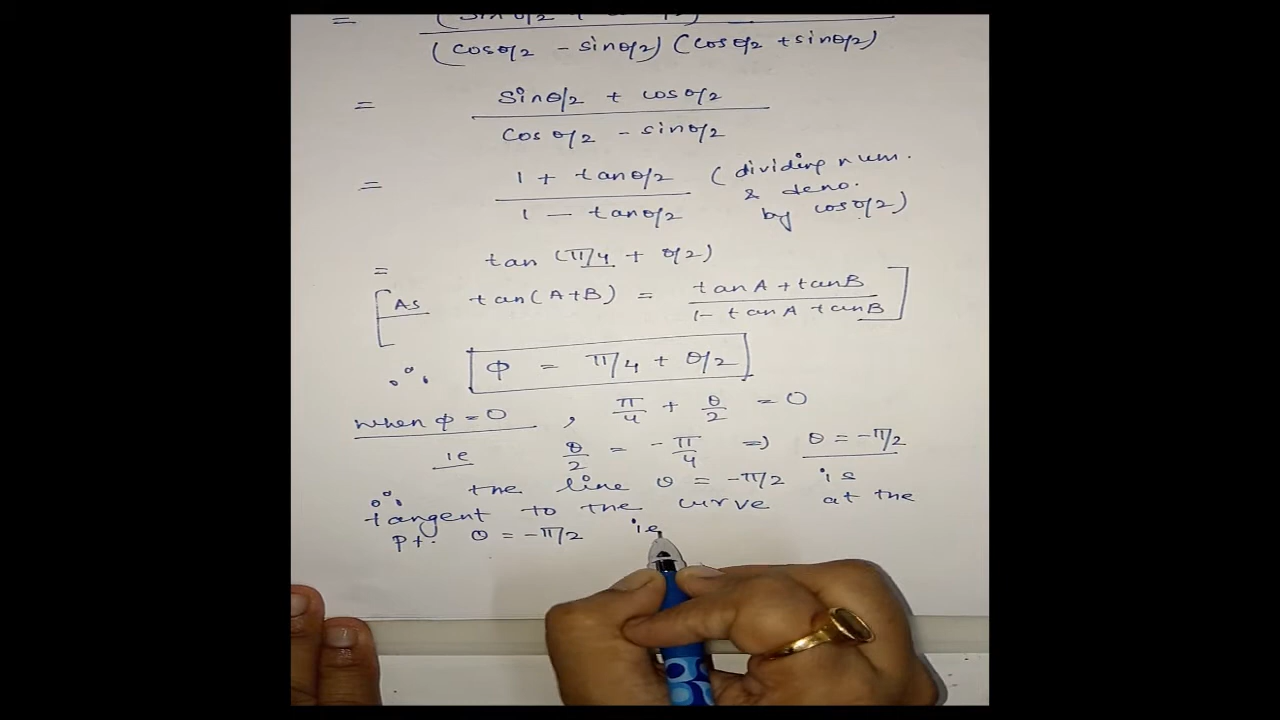 =
(cosθ/2 - sinθ/2) (cosθ/2 + sinθ/2)
= sinθ/2 + cosθ/2
cos θ/2 - sinθ/2
= 1 + tanθ/2 (dividing num.
& deno.
1 - tanθ/2 by cosθ/2)
= tan (π/4 + θ/2)
[As tan(A+B) = tanA + tanB
1- tanA tanB]
∴ ϕ = π/4 + θ/2
when ϕ = 0 , π/4 + θ/2 = 0
ie θ/2 = - π/4 => θ = -π/2
∴ the line θ = -π/2 is
tangent to the curve at the
pt. θ = -π/2 ie